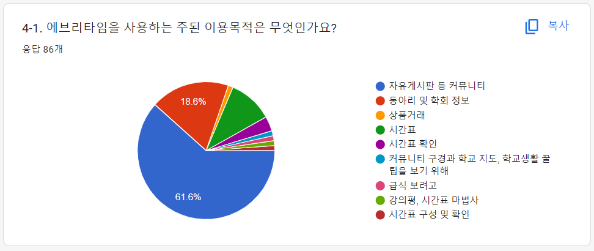 4-1. 에브리타임을 사용하는 주된 이용목적은 무엇인가요?
복사
응답 86개
18.6%
61.6%
자유게시판 등 커뮤니티
동아리 및 학회 정보
상품거래
시간표
시간표 확인
커뮤니티 구경과 학교 지도, 학교생활 꿀
팁을 보기 위해
급식 보려고
강의평, 시간표 마법사
시간표 구성 및 확인